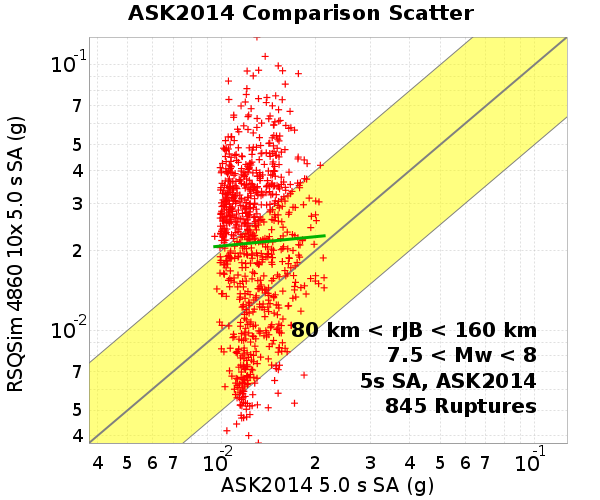 ASK2014 Comparison Scatter
RSQSim 4860 10x 5.0 s SA (g)
10-1
7
5
4
3
2
10-2
7
5
4
80 km < rJB < 160 km
7.5 < Mw < 8
5s SA, ASK2014
845 Ruptures
4 5 6 7 10-2 2 3 4 5 6 7 10-1
ASK2014 5.0 s SA (g)